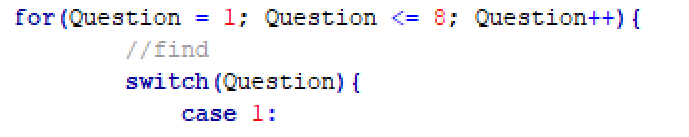 for(Question = 1; Question <= 8; Question++){
//find
switch(Question){
case 1: